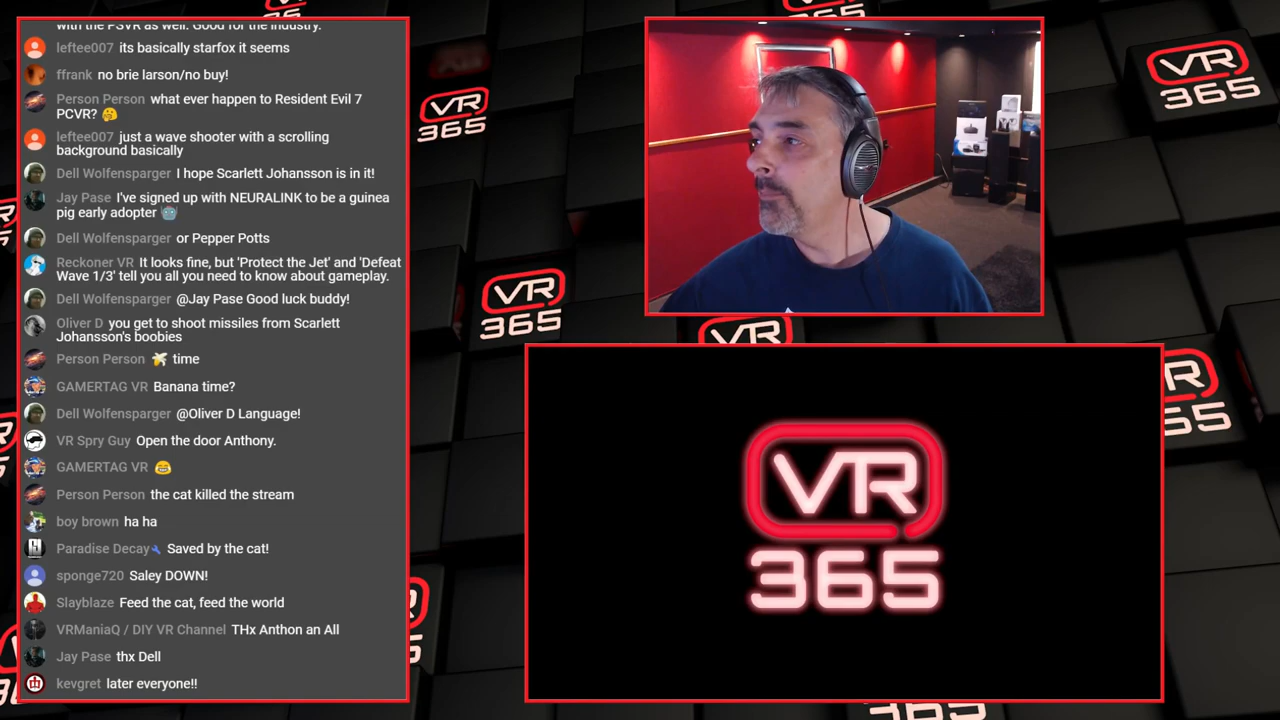 with the PSVR as well. Good for the industry.
leftee007 its basically starfox it seems
ffrank no brie larson/no buy!
Person Person what ever happen to Resident Evil 7
PCVR? 🤔
leftee007 just a wave shooter with a scrolling
background basically
Dell Wolfensparger I hope Scarlett Johansson is in it!
Jay Pase I've signed up with NEURALINK to be a guinea
pig early adopter
Dell Wolfensparger or Pepper Potts
Reckoner VR It looks fine, but 'Protect the Jet' and 'Defeat
Wave 1/3' tell you all you need to know about gameplay.
Dell Wolfensparger @Jay Pase Good luck buddy!
Oliver D you get to shoot missiles from Scarlett
Johansson's boobies
Person Person time
GAMERTAG VR Banana time?
Dell Wolfensparger @Oliver D Language!
VR Spry Guy Open the door Anthony.
GAMERTAG VR 😂
Person Person the cat killed the stream
boy brown ha ha
Paradise Decay Saved by the cat!
sponge720 Saley DOWN!
Slayblaze Feed the cat, feed the world
VRManiaQ / DIY VR Channel THx Anthon an All
Jay Pase thx Dell
kevgret later everyone!!
VR
365
VR
365
VR
365
VR
365